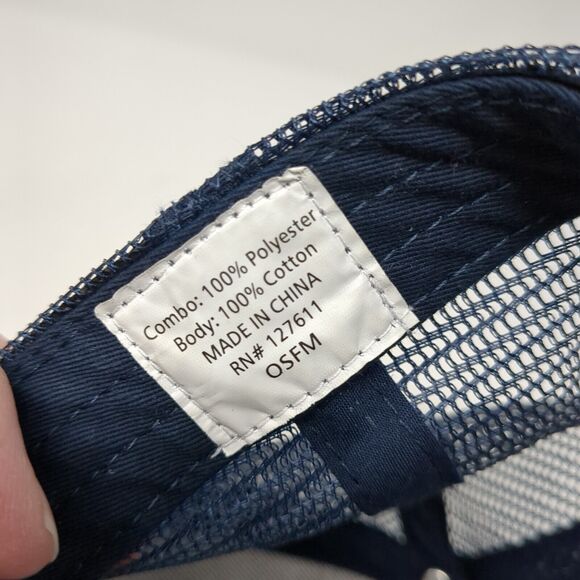 Combo: 100% Polyester
Body: 100% Cotton
MADE IN CHINA
RN# 127611
OSFM